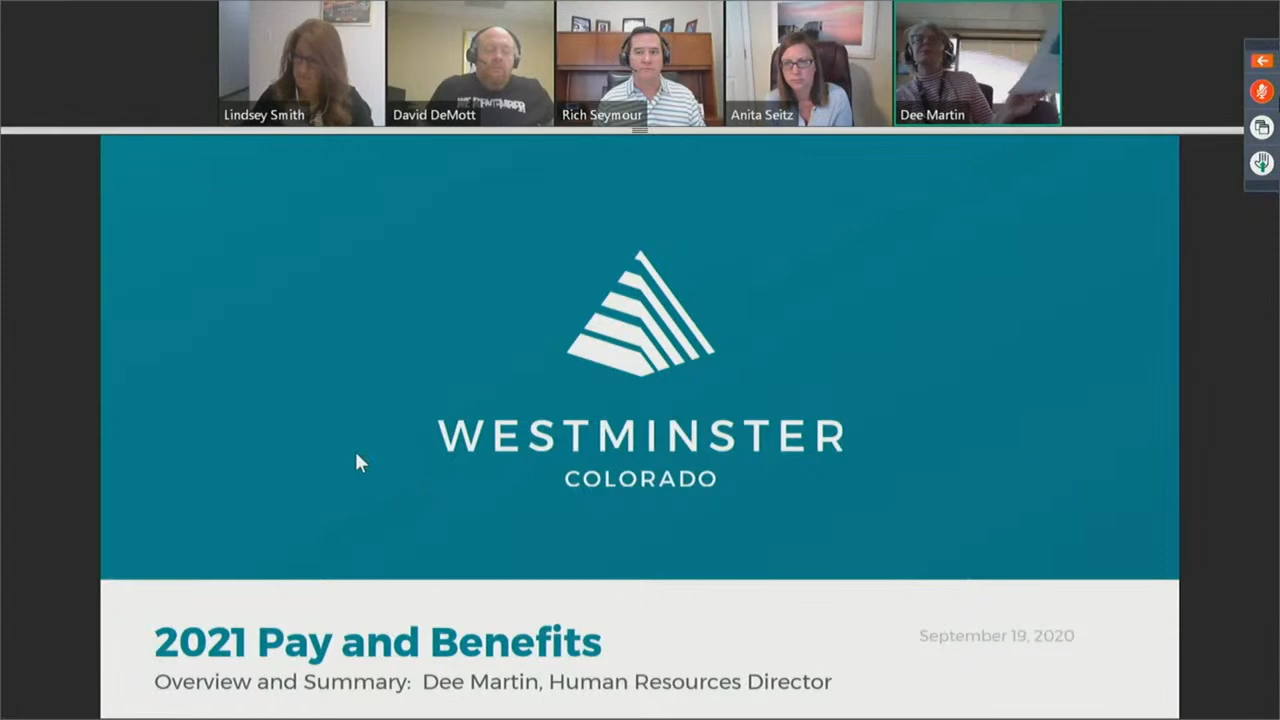 Lindsey Smith
David DeMott
Rich Seymour
Anita Seitz
Dee Martin
WESTMINSTER
COLORADO
2021 Pay and Benefits
September 19, 2020
Overview and Summary: Dee Martin, Human Resources Director